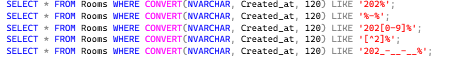 SELECT * FROM Rooms WHERE CONVERT(NVARCHAR, Created_at, 120) LIKE '202%';
SELECT * FROM Rooms WHERE CONVERT(NVARCHAR, Created_at, 120) LIKE '%-%';
SELECT * FROM Rooms WHERE CONVERT(NVARCHAR, Created_at, 120) LIKE '202[0-9]%';
SELECT * FROM Rooms WHERE CONVERT(NVARCHAR, Created_at, 120) LIKE '[^2]%';
SELECT * FROM Rooms WHERE CONVERT(NVARCHAR, Created_at, 120) LIKE '202_-__-__%';